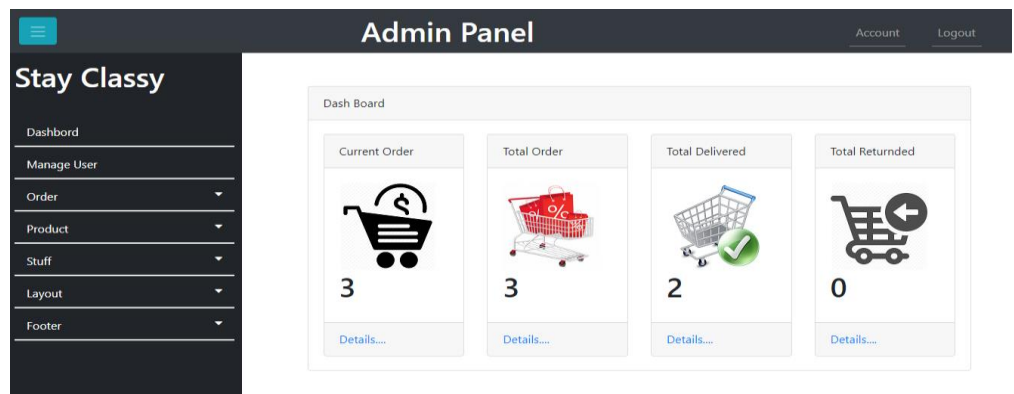 Admin Panel
Account Logout
Stay Classy
Dashbord
Manage User
Order
Product
Stuff
Layout
Footer
Dash Board
Current Order
3
Details....
Total Order
%
3
Details....
Total Delivered
2
Details....
Total Returnded
0
Details....